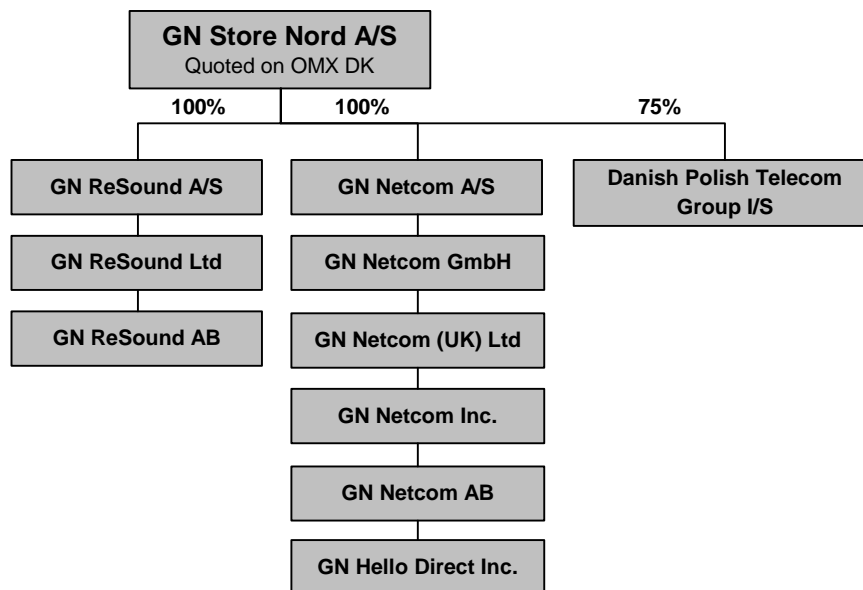 GN Store Nord A/S
Quoted on OMX DK
100%
100%
75%
GN ReSound A/S
GN Netcom A/S
Danish Polish Telecom
Group I/S
GN ReSound Ltd
GN Netcom GmbH
GN ReSound AB
GN Netcom (UK) Ltd
GN Netcom Inc.
GN Netcom AB
GN Hello Direct Inc.